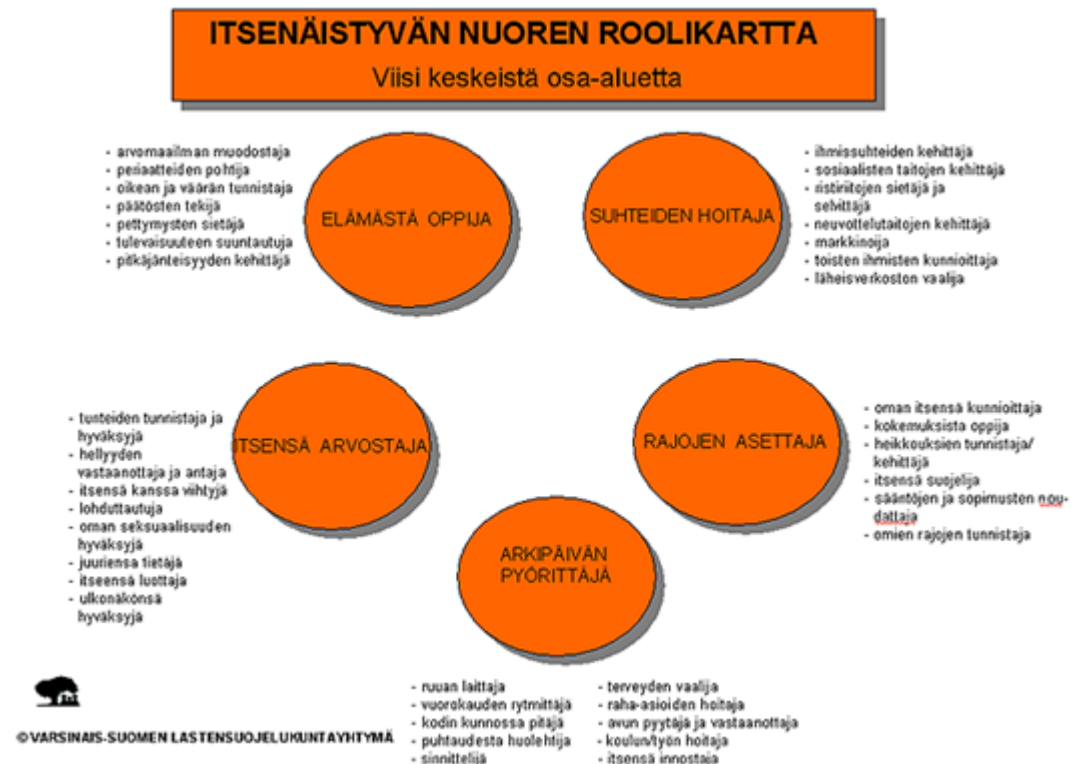 ITSENÄISTYVÄN NUOREN ROOLIKARTTA
Viisi keskeistä osa-aluetta
- arvomaailman muodostaja
- periaatteiden pohtija
- oikean ja väärän tunnistaja
- päätösten tekijä
- pettymysten sietäjä
- tulevaisuuteen suuntautuja
- pitkäjänteisyyden kehittäjä
ELÄMÄSTÄ OPPIJA
SUHTEIDEN HOITAJA
- ihmissuhteiden kehittäjä
- sosiaalisten taitojen kehittäjä
- ristiriitojen sietäjä ja
selvittäjä
- neuvottelutaitojen kehittäjä
- markkinoija
- toisten ihmisten kunnioittaja
- läheisverkoston vaalija
- tunteiden tunnistaja ja
hyväksyjä
- hellyyden
vastaanottaja ja antaja
- itsensä kanssa viihtyjä
- lohduttautuja
- oman seksuaalisuuden
hyväksyjä
- juuriensa tietäjä
- itseensä luottaja
- ulkonäkönsä
hyväksyjä
ITSENSÄ ARVOSTAJA
RAJOJEN ASETTAJA
- oman itsensä kunnioittaja
- kokemuksista oppija
- heikkouksien tunnistaja/
kehittäjä
- itsensä suojelija
- sääntöjen ja sopimusten nou-
dattaja
- omien rajojen tunnistaja
ARKIPÄIVÄN
PYÖRITTÄJÄ
- ruuan laittaja
- vuorokauden rytmittäjä
- kodin kunnossa pitäjä
- puhtaudesta huolehtija
- sinnittelijä
- terveyden vaalija
- raha-asioiden hoitaja
- avun pyytäjä ja vastaanottaja
- koulun/työn hoitaja
- itsensä innostaja
© VARSINAIS-SUOMEN LASTENSUOJELUKUNTAYHTYMÄ